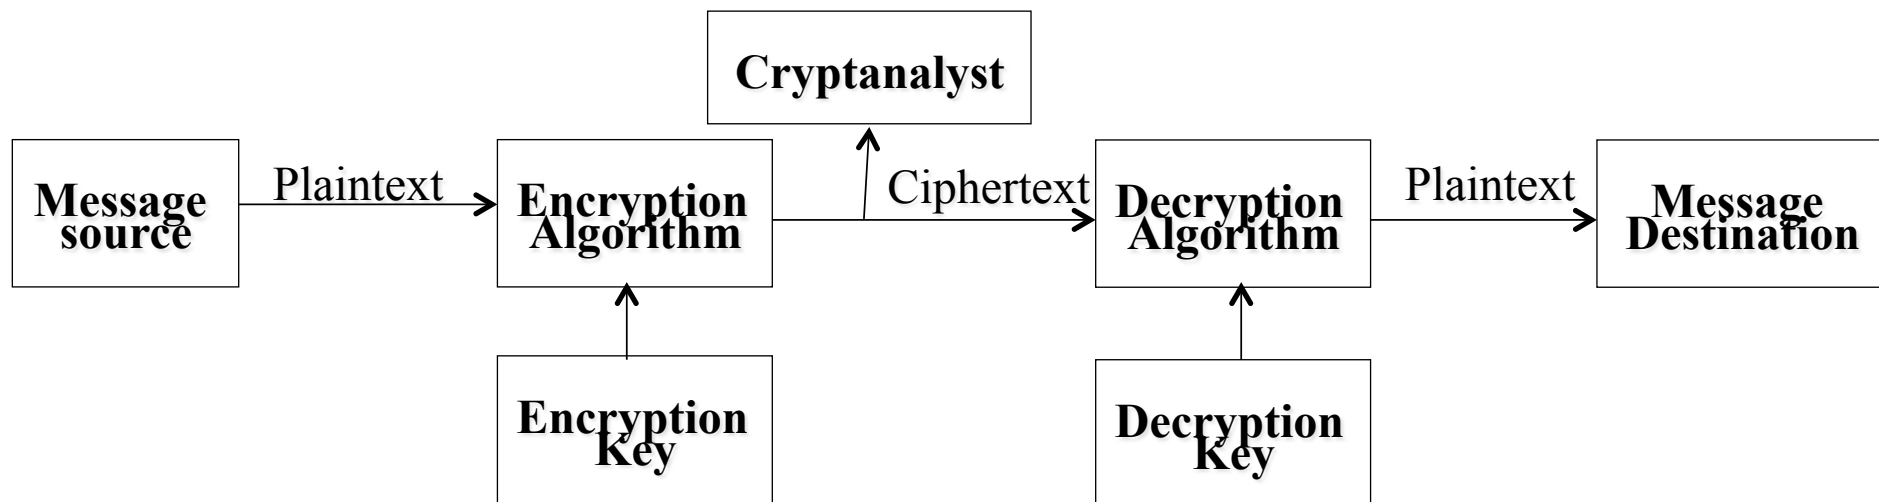 Cryptanalyst
Message
source
Plaintext
Encryption
Algorithm
Ciphertext
Decryption
Algorithm
Plaintext
Message
Destination
Encryption
Key
Decryption
Key